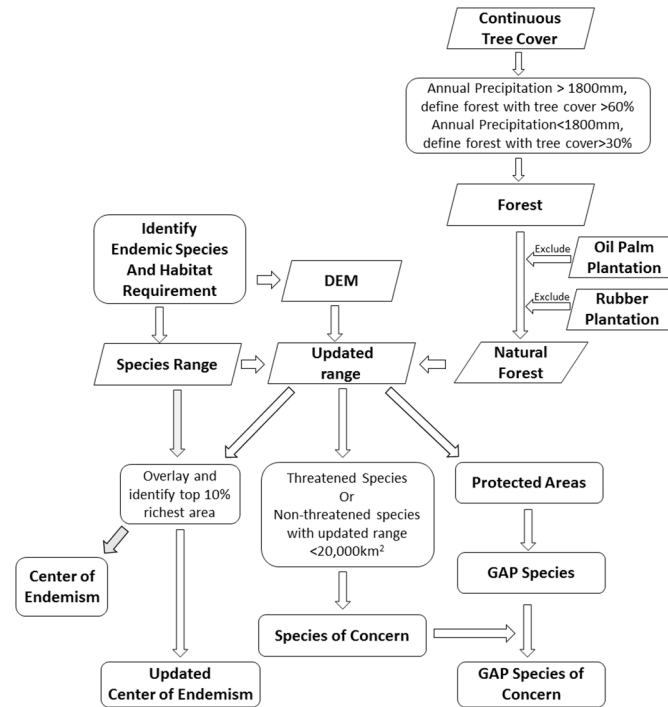 Continuous
Tree Cover
Annual Precipitation > 1800mm,
define forest with tree cover >60%
Annual Precipitation<1800mm,
define forest with tree cover>30%
Forest
Exclude
Oil Palm
Plantation
Exclude
Rubber
Plantation
Natural
Forest
Identify
Endemic Species
And Habitat
Requirement
DEM
Species Range
Updated
range
Overlay and
identify top 10%
richest area
Threatened Species
Or
Non-threatened species
with updated range
<20,000km²
Protected Areas
Center of
Endemism
GAP Species
Species of Concern
Updated
Center of Endemism
GAP Species of
Concern